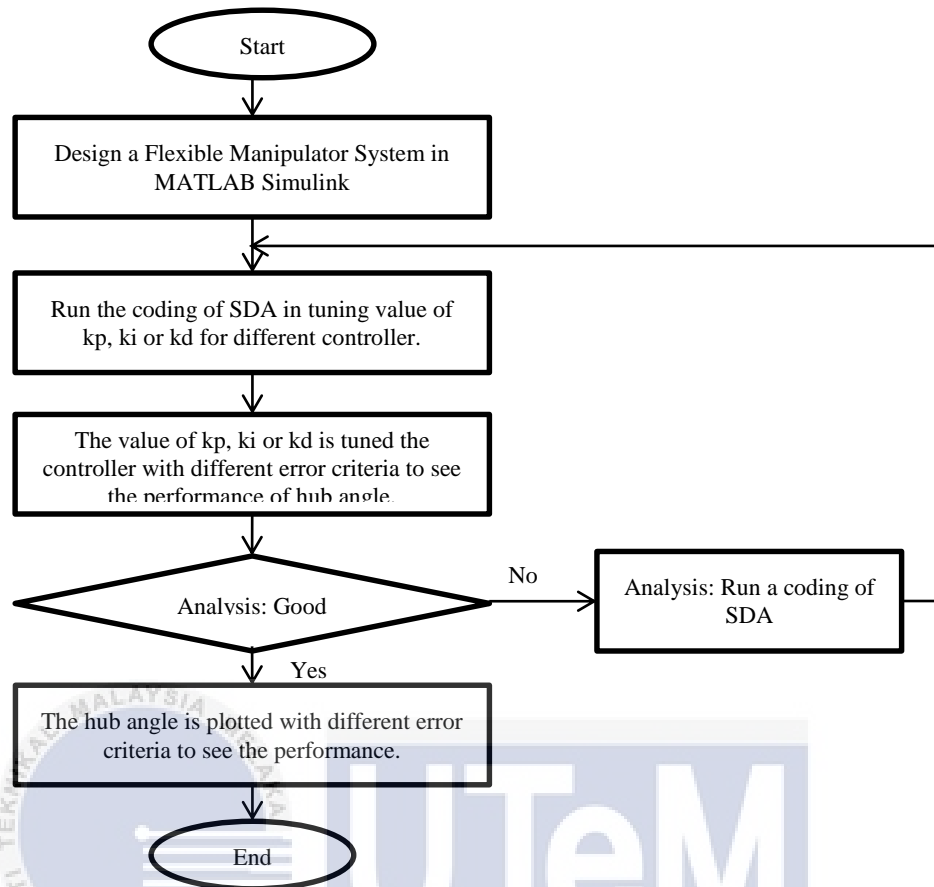 Start
Design a Flexible Manipulator System in
MATLAB Simulink
Run the coding of SDA in tuning value of
kp, ki or kd for different controller.
The value of kp, ki or kd is tuned the
controller with different error criteria to see
the performance of hub angle.
Analysis: Good
No
Analysis: Run a coding of
SDA
Yes
The hub angle is plotted with different error
criteria to see the performance.
End
MALAYSIA
UTeM